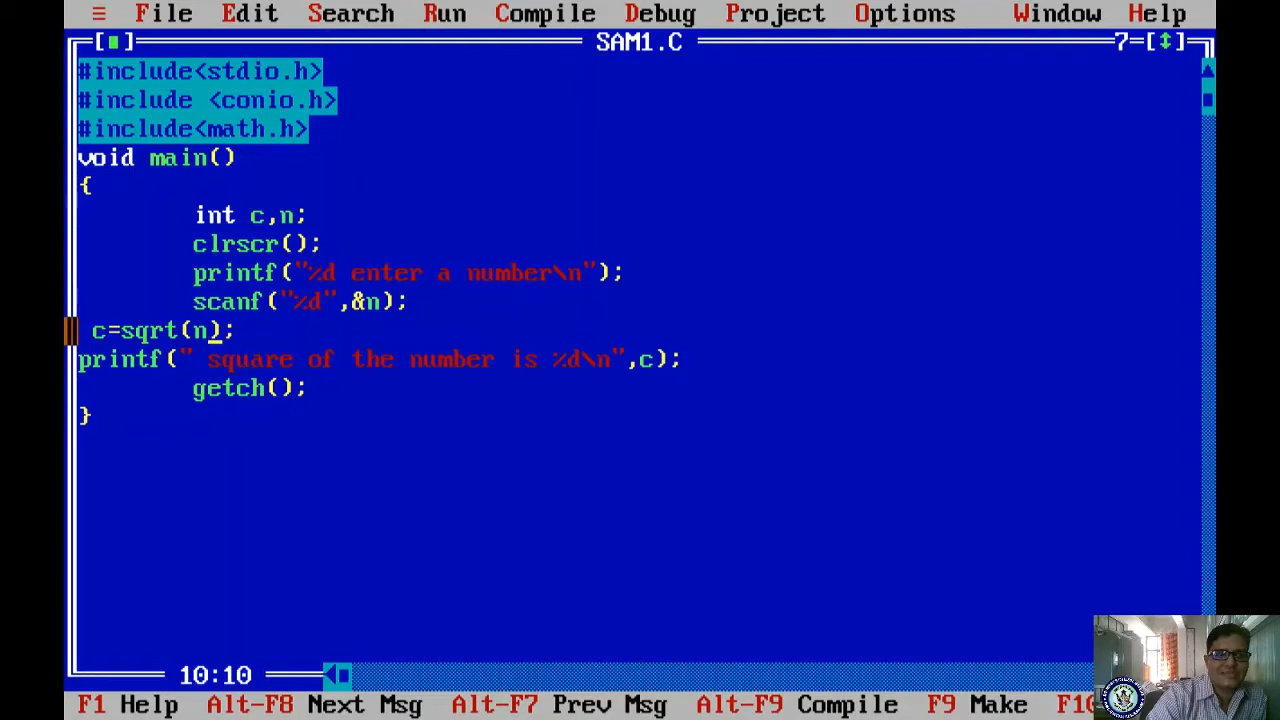 ≡ File Edit Search Run Compile Debug Project Options Window Help
[■] SAM1.C 7=[↕]
#include<stdio.h>
#include <conio.h>
#include<math.h>
void main()
{
int c,n;
clrscr();
printf("%d enter a number\n");
scanf("%d",&n);
c=sqrt(n);
printf(" square of the number is %d\n",c);
getch();
}
10:10
F1 Help Alt-F8 Next Msg Alt-F7 Prev Msg Alt-F9 Compile F9 Make F10